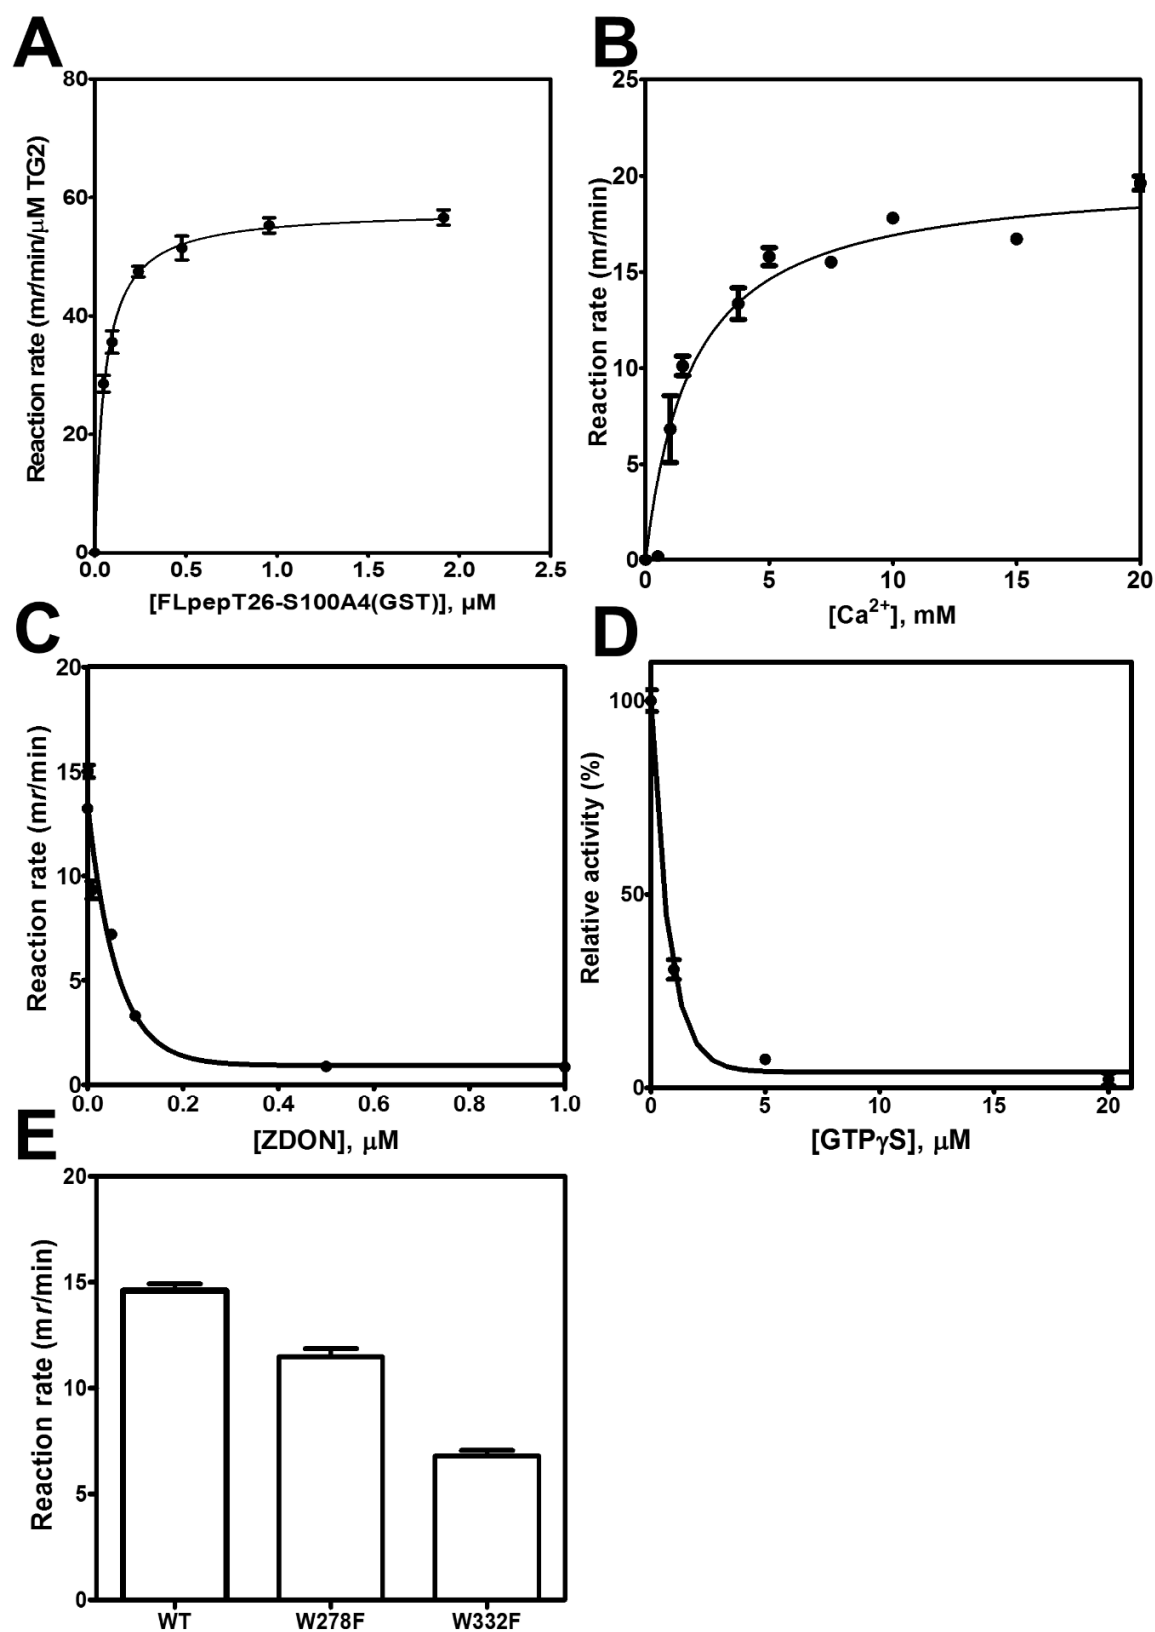 A
Reaction rate (mr/min/µM TG2)
80
60
40
20
0
0.0 0.5 1.0 1.5 2.0 2.5
[FLpepT26-S100A4(GST)], µM
B
Reaction rate (mr/min)
25
20
15
10
5
0
0 5 10 15 20
[Ca²⁺], mM
C
Reaction rate (mr/min)
20
15
10
5
0
0.0 0.2 0.4 0.6 0.8 1.0
[ZDON], µM
D
Relative activity (%)
100
50
0
0 5 10 15 20
[GTPγS], µM
E
Reaction rate (mr/min)
20
15
10
5
0
WT W278F W332F